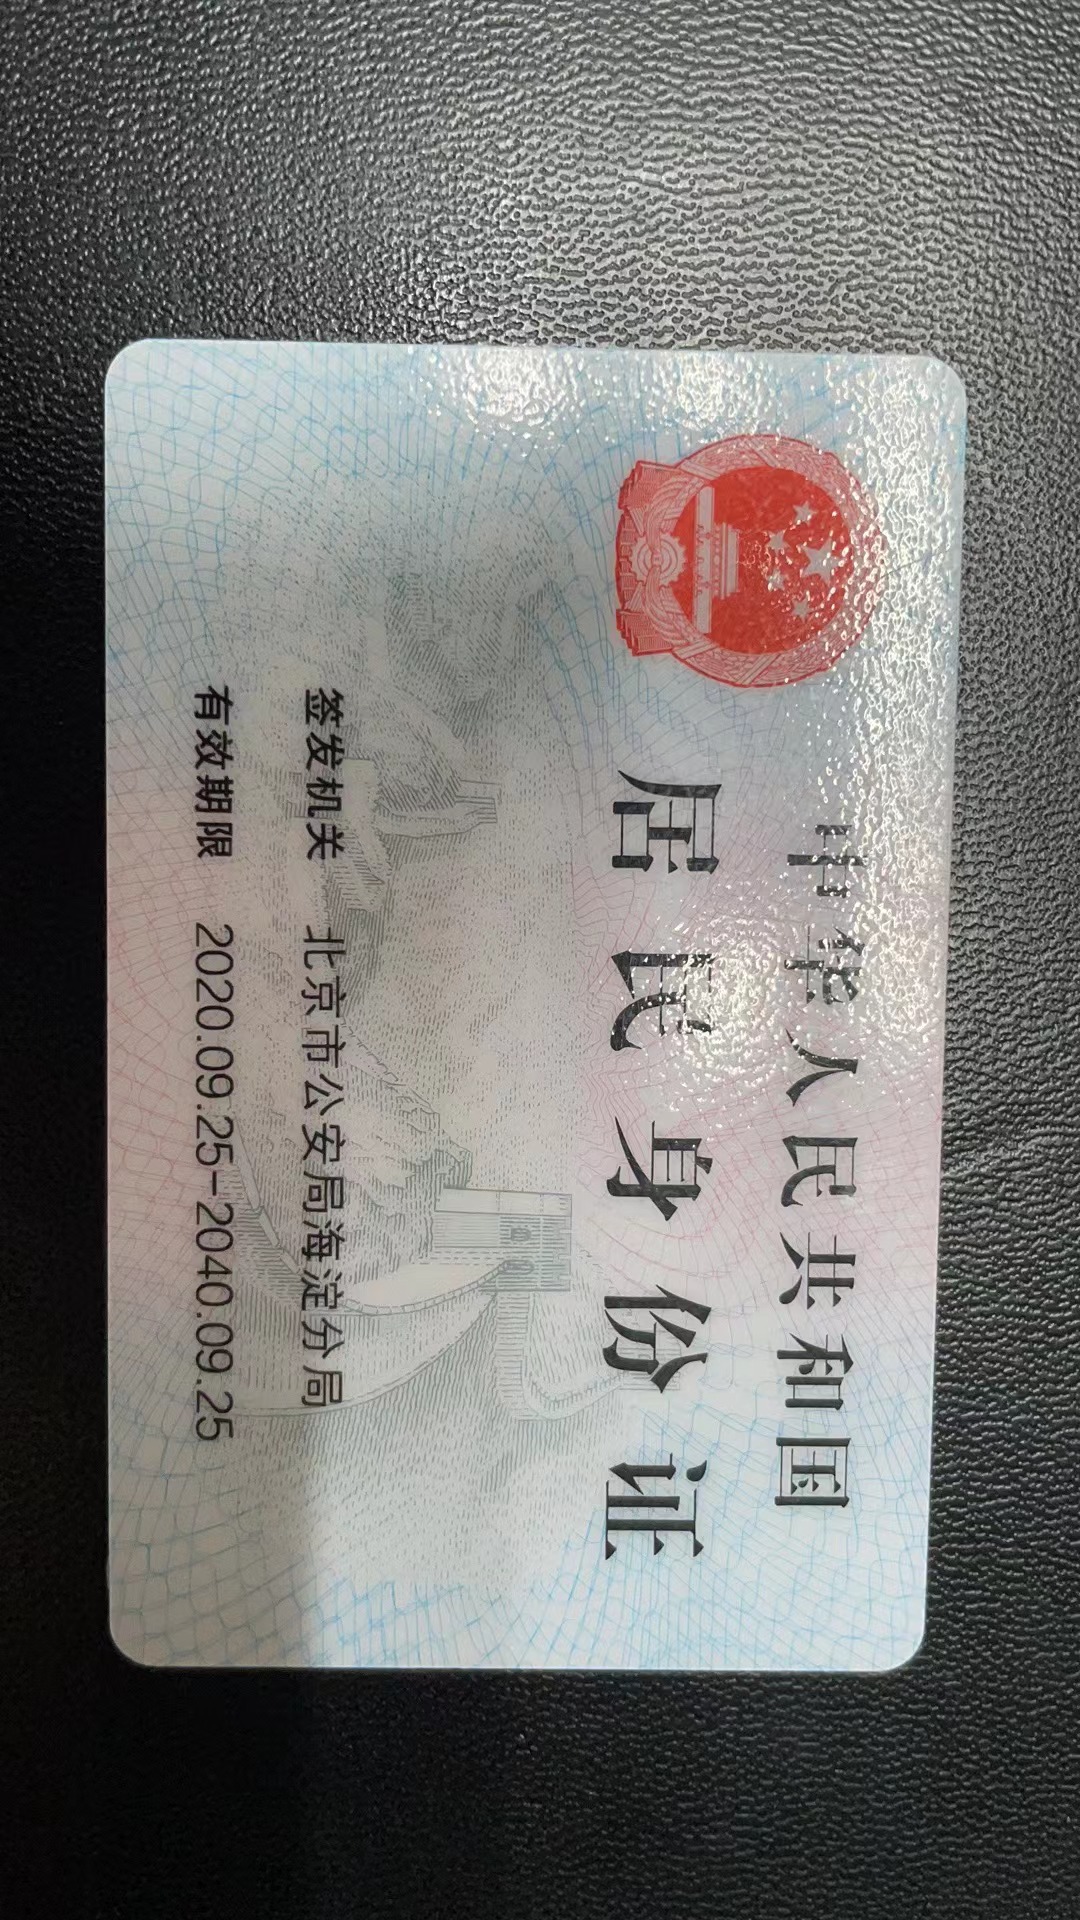 中华人民共和国
居民身份证
签发机关 北京市公安局海淀分局
有效期限 2020.09.25-2040.09.25